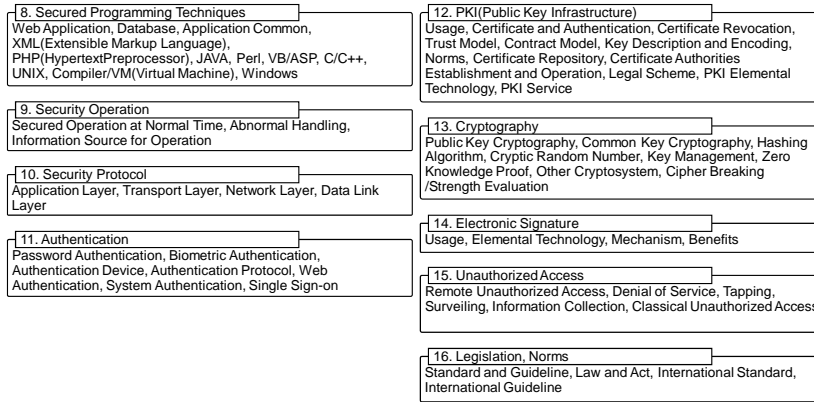 8. Secured Programming Techniques
Web Application, Database, Application Common,
XML(Extensible Markup Language),
PHP(HypertextPreprocessor), JAVA, Perl, VB/ASP, C/C++,
UNIX, Compiler/VM(Virtual Machine), Windows
9. Security Operation
Secured Operation at Normal Time, Abnormal Handling,
Information Source for Operation
10. Security Protocol
Application Layer, Transport Layer, Network Layer, Data Link
Layer
11. Authentication
Password Authentication, Biometric Authentication,
Authentication Device, Authentication Protocol, Web
Authentication, System Authentication, Single Sign-on
12. PKI(Public Key Infrastructure)
Usage, Certificate and Authentication, Certificate Revocation,
Trust Model, Contract Model, Key Description and Encoding,
Norms, Certificate Repository, Certificate Authorities
Establishment and Operation, Legal Scheme, PKI Elemental
Technology, PKI Service
13. Cryptography
Public Key Cryptography, Common Key Cryptography, Hashing
Algorithm, Cryptic Random Number, Key Management, Zero
Knowledge Proof, Other Cryptosystem, Cipher Breaking
/Strength Evaluation
14. Electronic Signature
Usage, Elemental Technology, Mechanism, Benefits
15. Unauthorized Access
Remote Unauthorized Access, Denial of Service, Tapping,
Surveiling, Information Collection, Classical Unauthorized Access
16. Legislation, Norms
Standard and Guideline, Law and Act, International Standard,
International Guideline